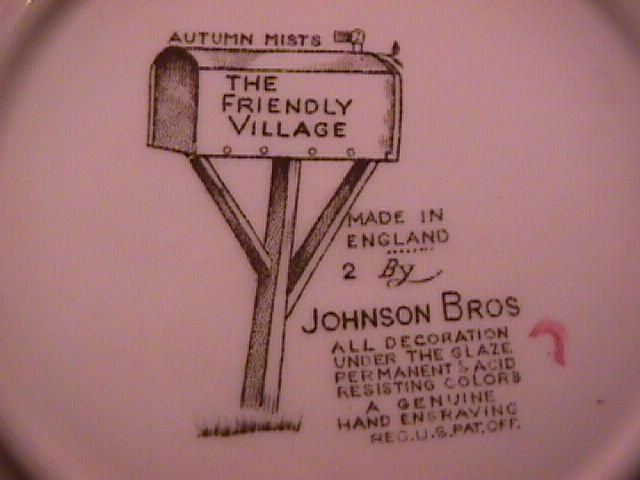 AUTUMN MISTS
THE
FRIENDLY
VILLAGE
MADE IN
ENGLAND
2 By
JOHNSON BROS
ALL DECORATION
UNDER THE GLAZE
PERMANENT & ACID
RESISTING COLORS
A GENUINE
HAND ENGRAVING
REG. U.S. PAT. OFF.